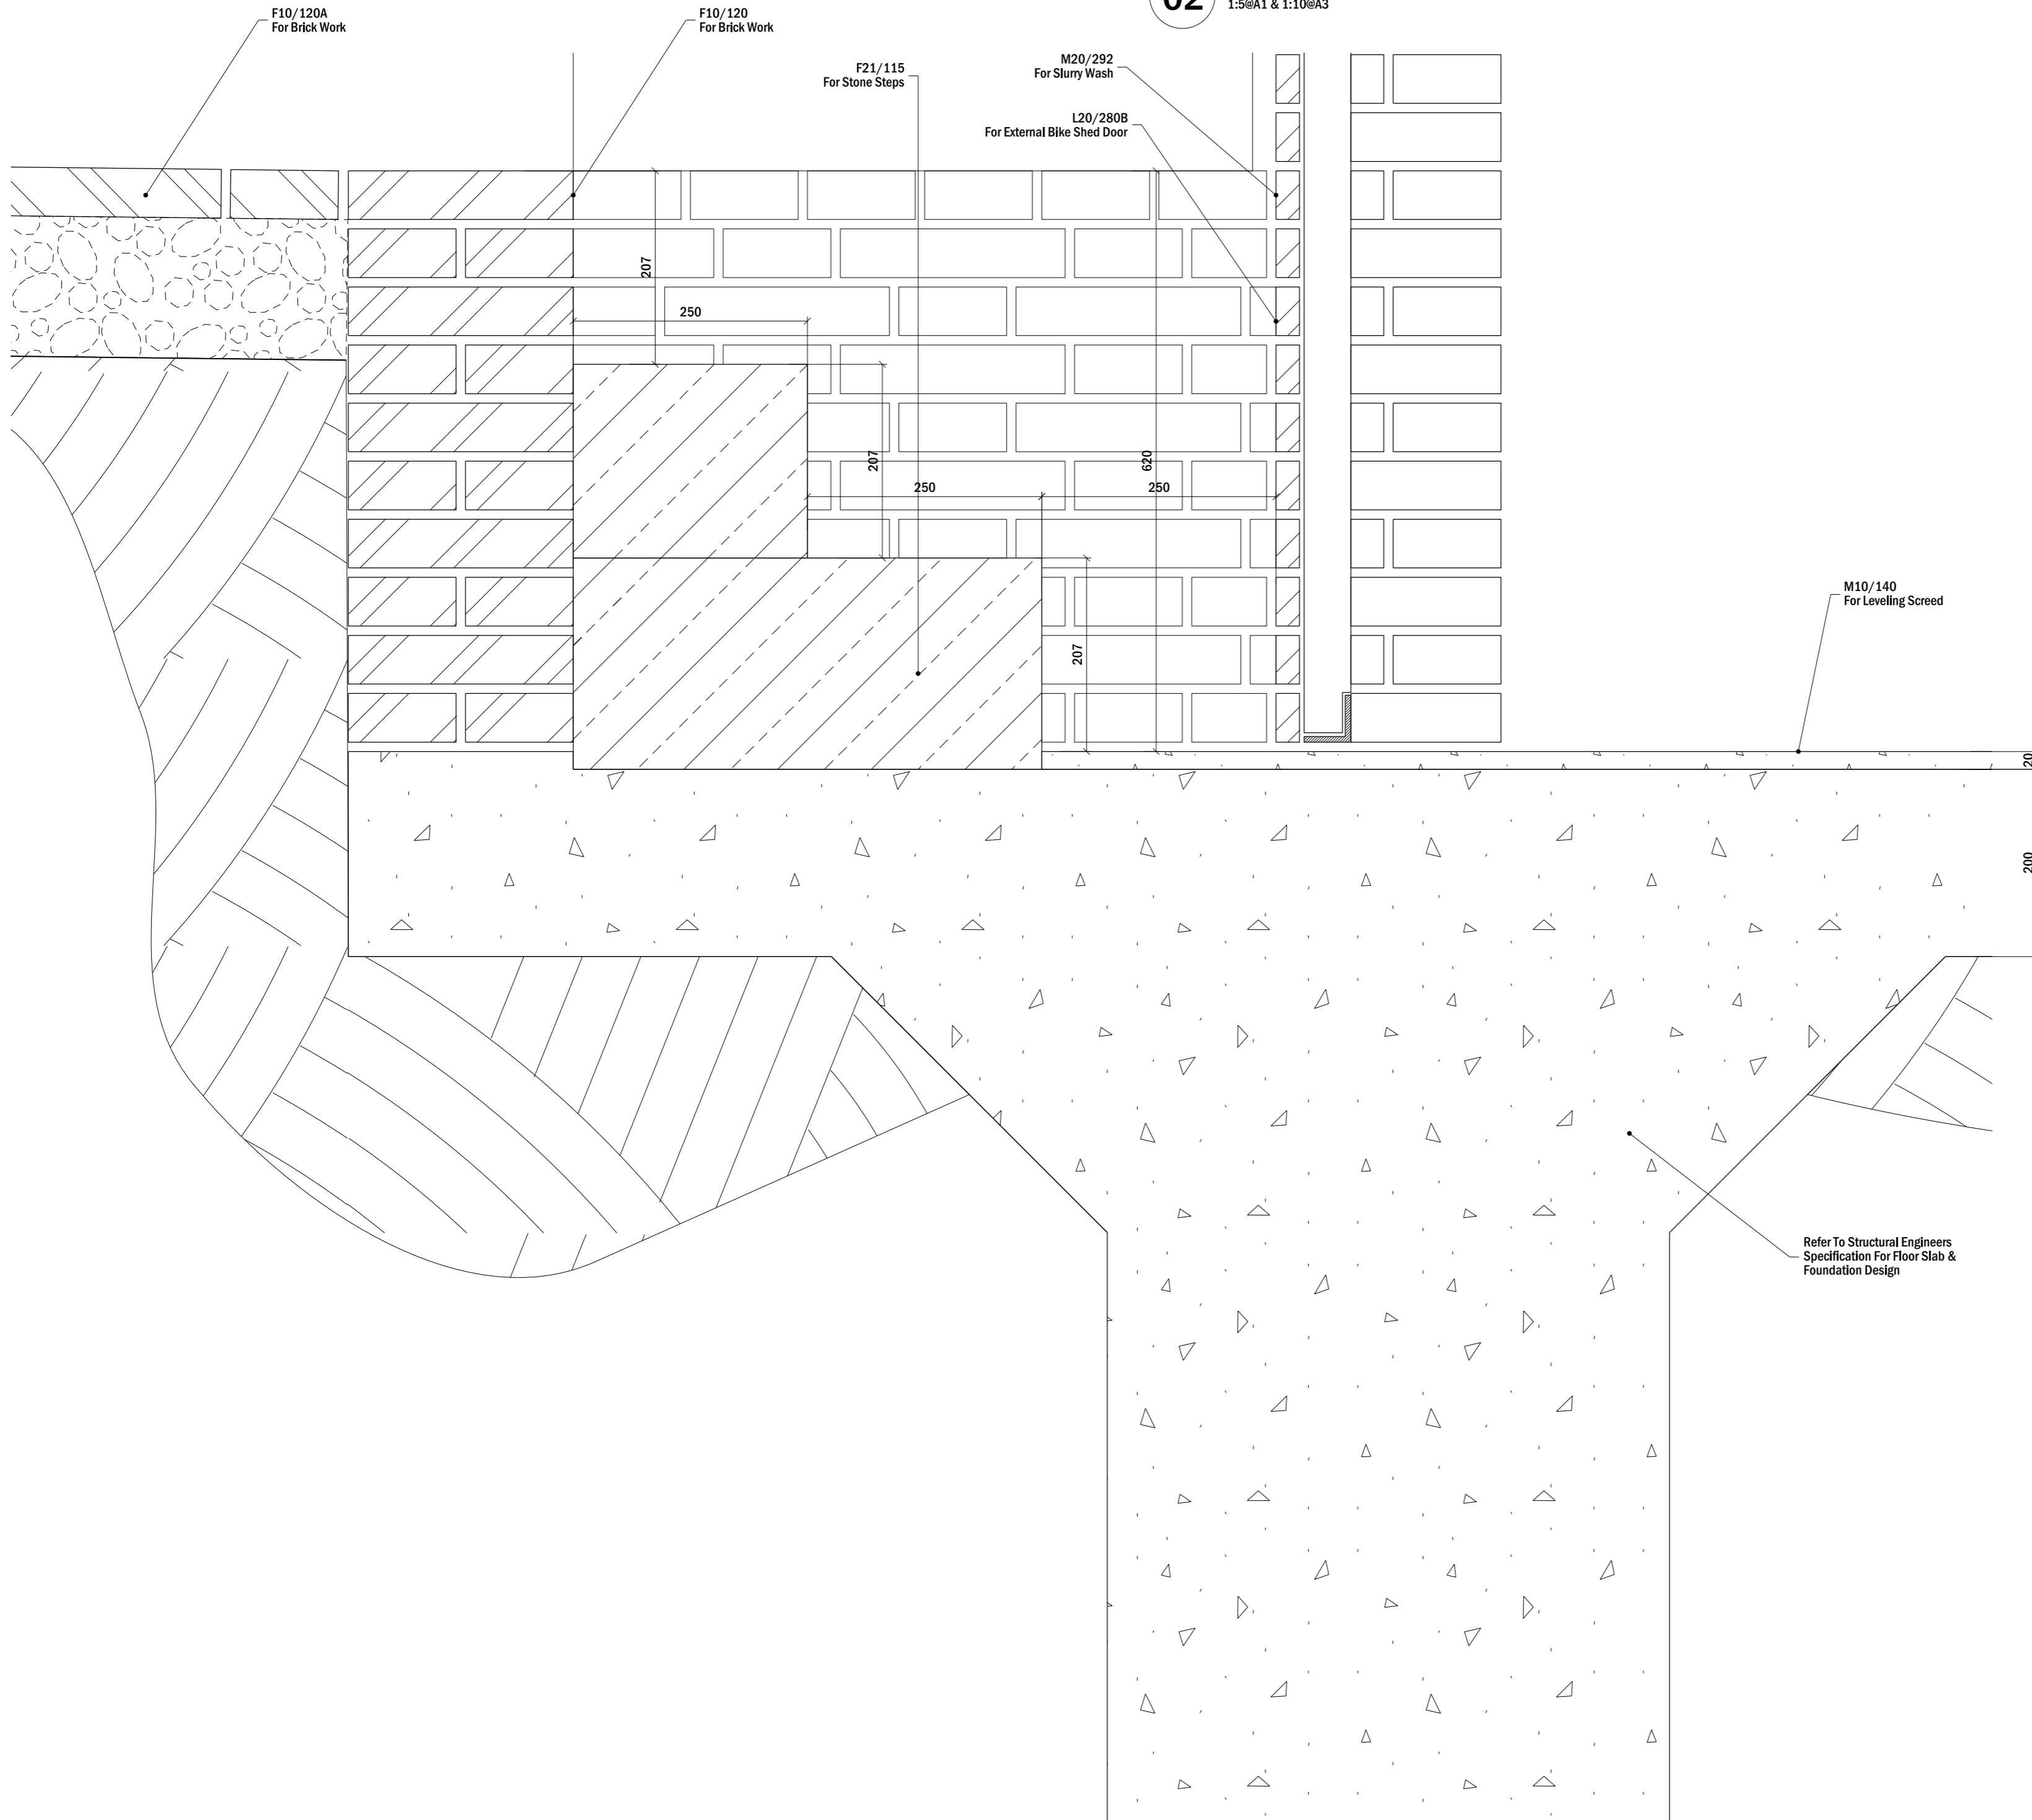 02
1:5@A1 & 1:10@A3
F10/120A
For Brick Work
F10/120
For Brick Work
F21/115
For Stone Steps
M20/292
For Slurry Wash
L20/280B
For External Bike Shed Door
207
250
207
620
250
250
207
M10/140
For Leveling Screed
20
200
Refer To Structural Engineers
Specification For Floor Slab &
Foundation Design